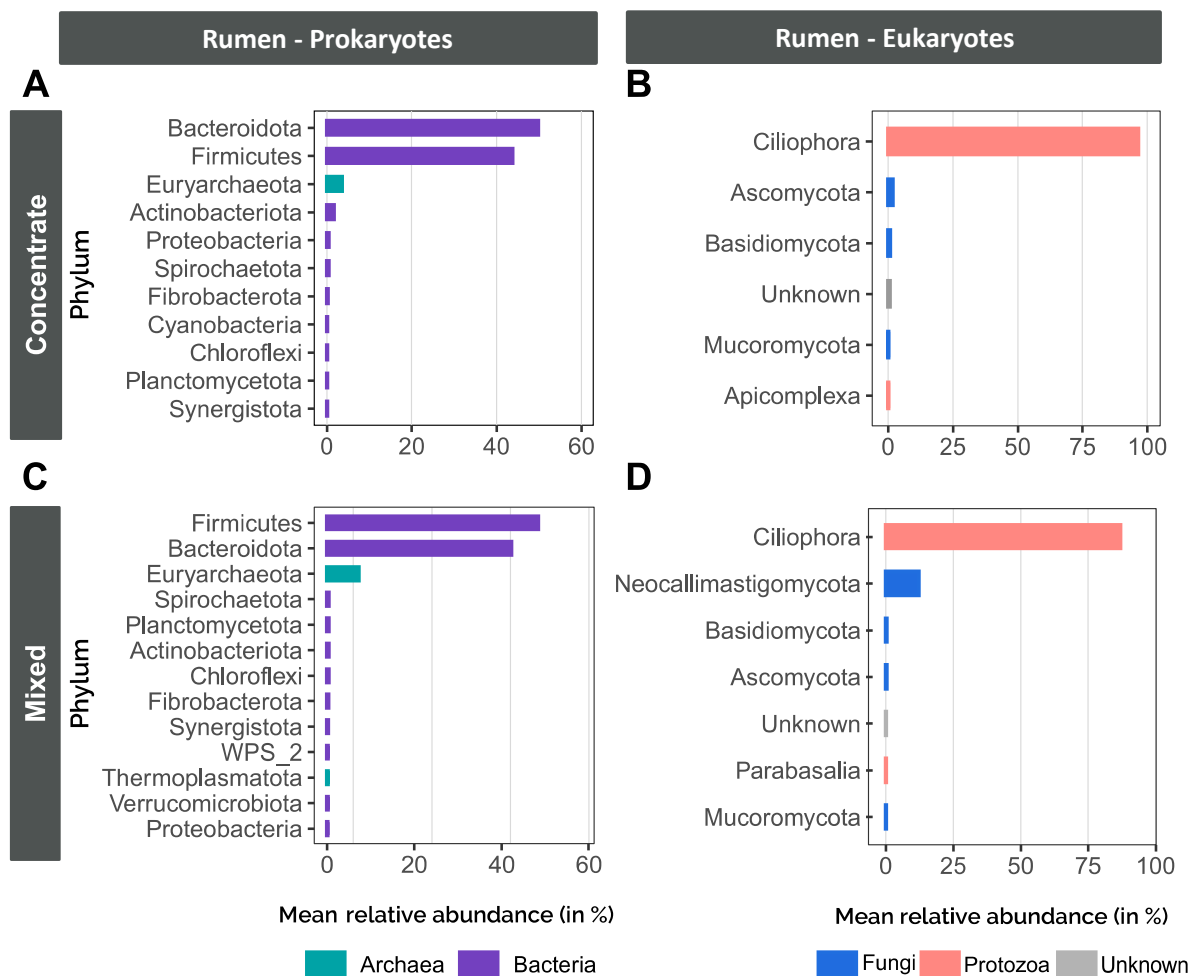 Rumen - Prokaryotes
Rumen - Eukaryotes
A
B
Concentrate
Phylum
Bacteroidota
Firmicutes
Euryarchaeota
Actinobacteriota
Proteobacteria
Spirochaetota
Fibrobacterota
Cyanobacteria
Chloroflexi
Planctomycetota
Synergistota
0 20 40 60
Ciliophora
Ascomycota
Basidiomycota
Unknown
Mucoromycota
Apicomplexa
0 25 50 75 100
C
D
Mixed
Phylum
Firmicutes
Bacteroidota
Euryarchaeota
Spirochaetota
Planctomycetota
Actinobacteriota
Chloroflexi
Fibrobacterota
Synergistota
WPS_2
Thermoplasmatota
Verrucomicrobiota
Proteobacteria
0 20 40 60
Mean relative abundance (in %)
Archaea Bacteria
Ciliophora
Neocallimastigomycota
Basidiomycota
Ascomycota
Unknown
Parabasalia
Mucoromycota
0 25 50 75 100
Mean relative abundance (in %)
Fungi Protozoa Unknown